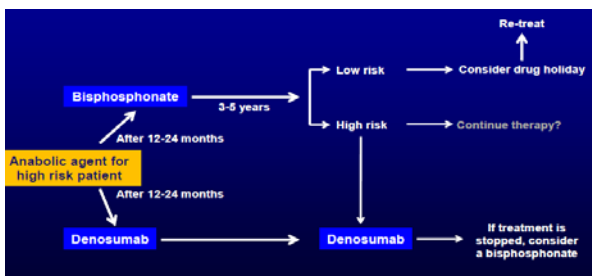 Re-treat
Bisphosphonate
3-5 years
Low risk
Consider drug holiday
After 12-24 months
High risk
Continue therapy?
Anabolic agent for
high risk patient
After 12-24 months
Denosumab
Denosumab
If treatment is
stopped, consider
a bisphosphonate